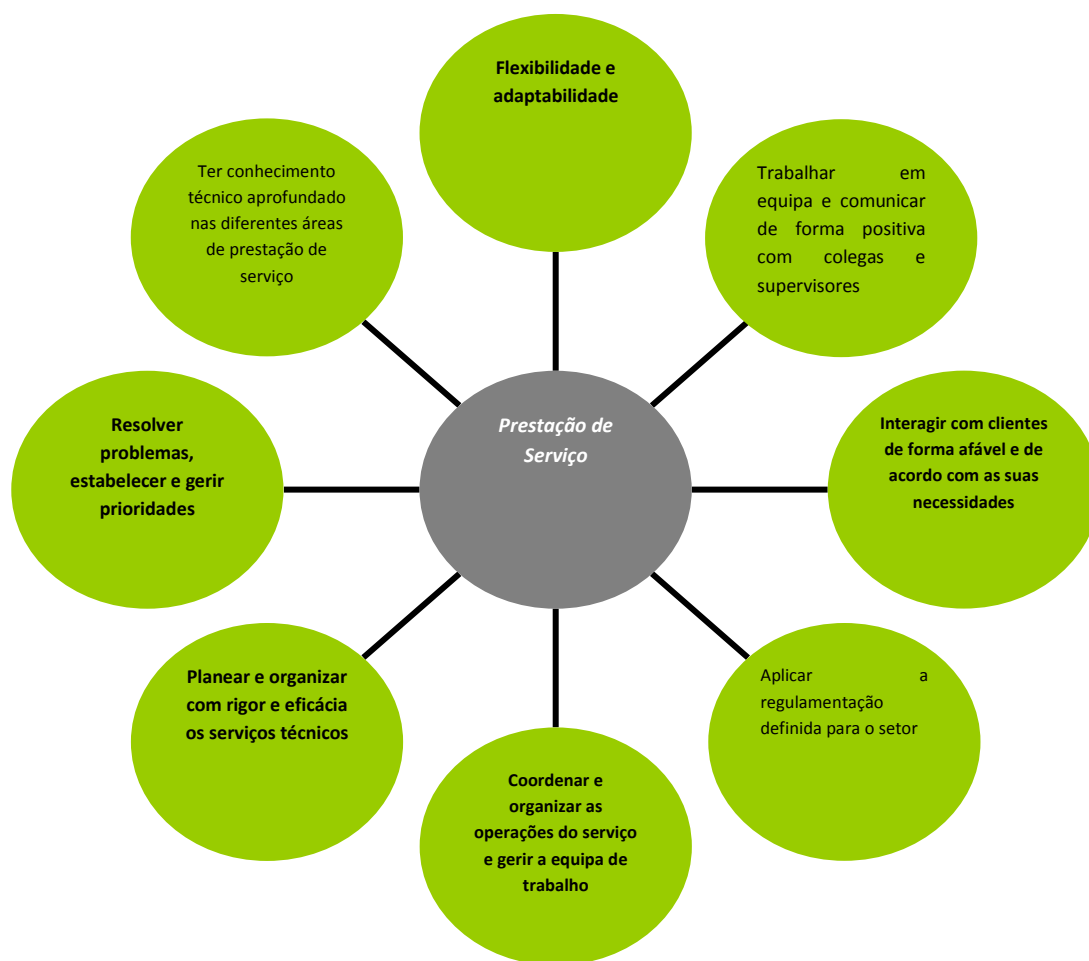 Flexibilidade e
adaptabilidade
Trabalhar em
equipa e comunicar
de forma positiva
com colegas e
supervisores
Interagir com clientes
de forma afável e de
acordo com as suas
necessidades
Aplicar a
regulamentação
definida para o setor
Coordenar e
organizar as
operações do serviço
e gerir a equipa de
trabalho
Planear e organizar
com rigor e eficácia
os serviços técnicos
Resolver
problemas,
estabelecer e gerir
prioridades
Ter conhecimento
técnico aprofundado
nas diferentes áreas
de prestação de
serviço
Prestação de
Serviço